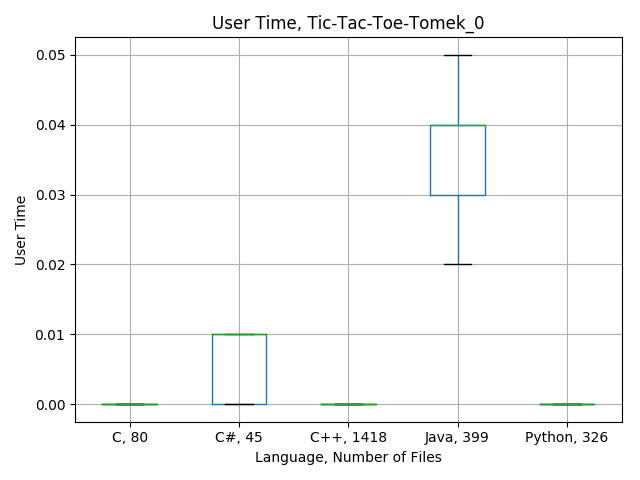 User Time, Tic-Tac-Toe-Tomek_0
0.05
0.04
0.03
0.02
0.01
0.00
User Time
C, 80 C#, 45 C++, 1418 Java, 399 Python, 326
Language, Number of Files